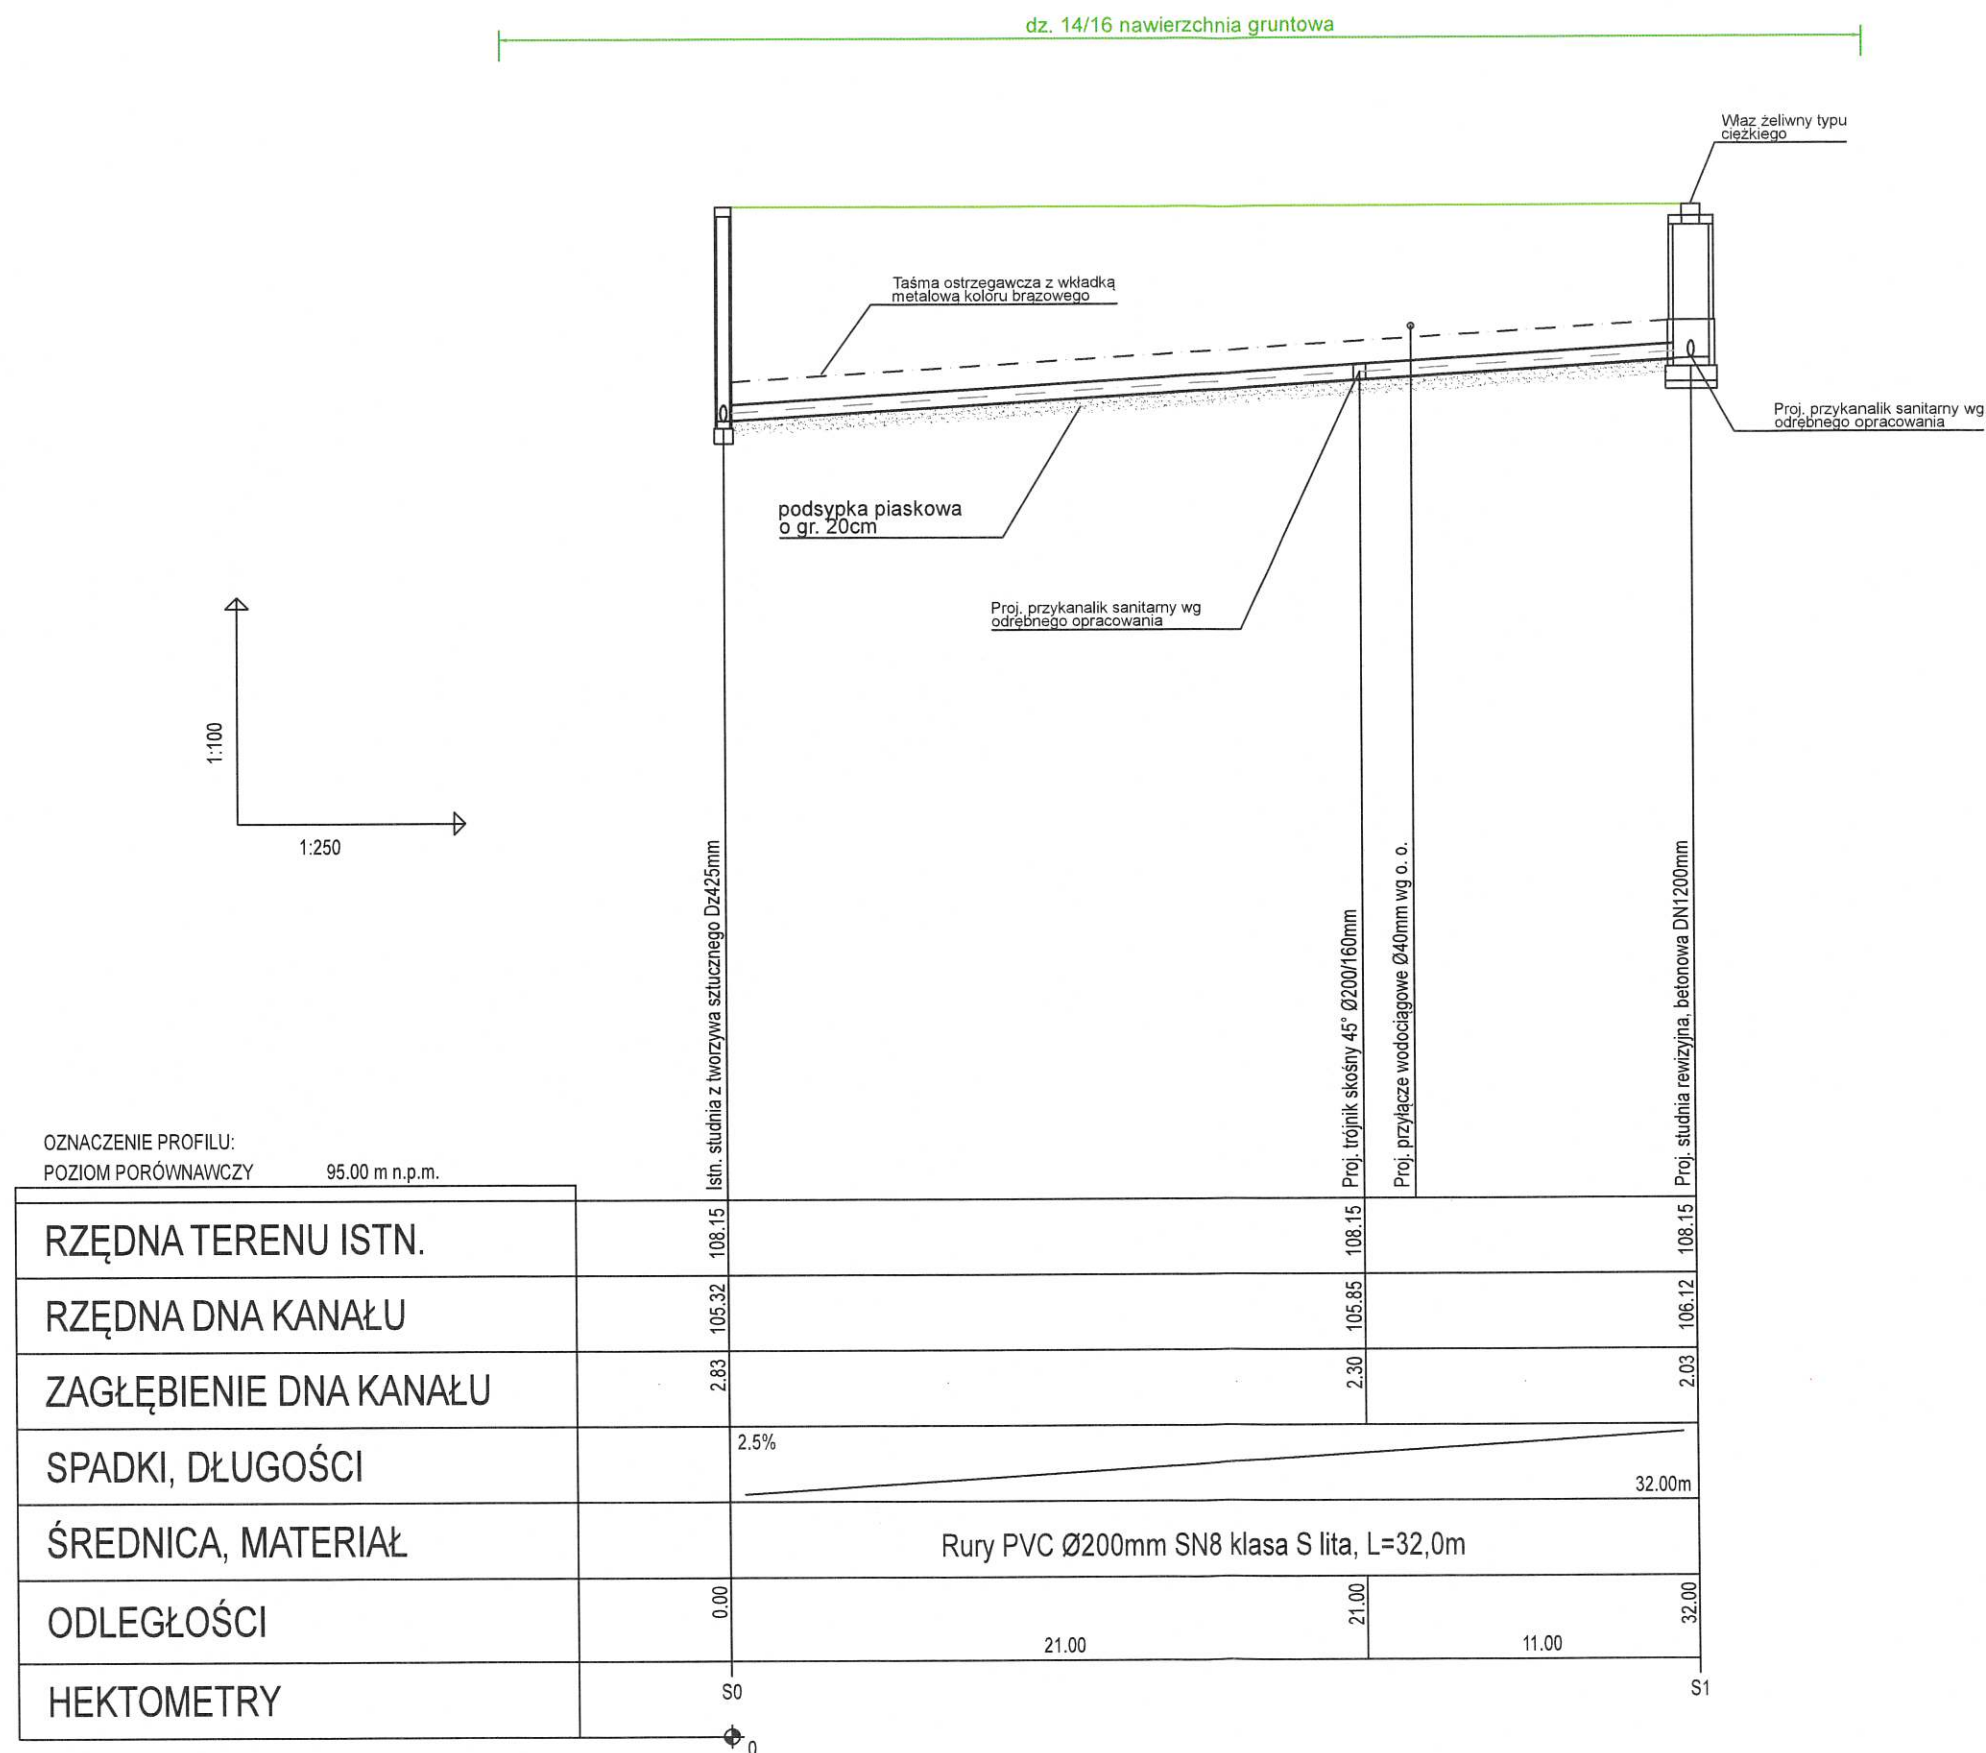 dz. 14/16 nawierzchnia gruntowa
Właz żeliwny typu
ciężkiego
Taśma ostrzegawcza z wkładką
metalową koloru brązowego
Proj. przykanalik sanitarny wg
odrębnego opracowania
podsypka piaskowa
o gr. 20cm
Proj. przykanalik sanitarny wg
odrębnego opracowania
1:100
1:250
Istn. studnia z tworzywa sztucznego Dz425mm
Proj. trójnik skośny 45° Ø200/160mm
Proj. przyłącze wodociągowe Ø40mm wg o. o.
Proj. studnia rewizyjna, betonowa DN1200mm
OZNACZENIE PROFILU:
POZIOM PORÓWNAWCZY 95.00 m n.p.m.
RZĘDNA TERENU ISTN. 108.15 108.15 108.15
RZĘDNA DNA KANAŁU 105.32 105.85 106.12
ZAGŁĘBIENIE DNA KANAŁU 2.83 2.30 2.03
SPADKI, DŁUGOŚCI 2.5% 32.00m
ŚREDNICA, MATERIAŁ Rury PVC Ø200mm SN8 klasa S lita, L=32,0m
ODLEGŁOŚCI 0.00 21.00 32.00
21.00 11.00
HEKTOMETRY S0 S1
0